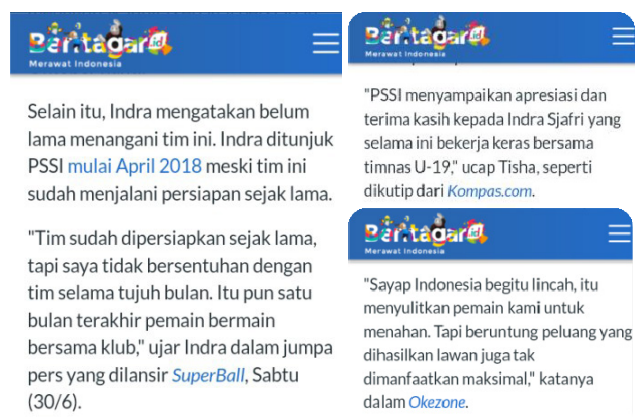 Beritagar.id
Merawat Indonesia
Selain itu, Indra mengatakan belum
lama menangani tim ini. Indra ditunjuk
PSSI mulai April 2018 meski tim ini
sudah menjalani persiapan sejak lama.
"Tim sudah dipersiapkan sejak lama,
tapi saya tidak bersentuhan dengan
tim selama tujuh bulan. Itu pun satu
bulan terakhir pemain bermain
bersama klub," ujar Indra dalam jumpa
pers yang dilansir SuperBall, Sabtu
(30/6).
Beritagar.id
Merawat Indonesia
"PSSI menyampaikan apresiasi dan
terima kasih kepada Indra Sjafri yang
selama ini bekerja keras bersama
timnas U-19," ucap Tisha, seperti
dikutip dari Kompas.com.
Beritagar.id
Merawat Indonesia
"Sayap Indonesia begitu lincah, itu
menyulitkan pemain kami untuk
menahan. Tapi beruntung peluang yang
dihasilkan lawan juga tak
dimanfaatkan maksimal," katanya
dalam Okezone.